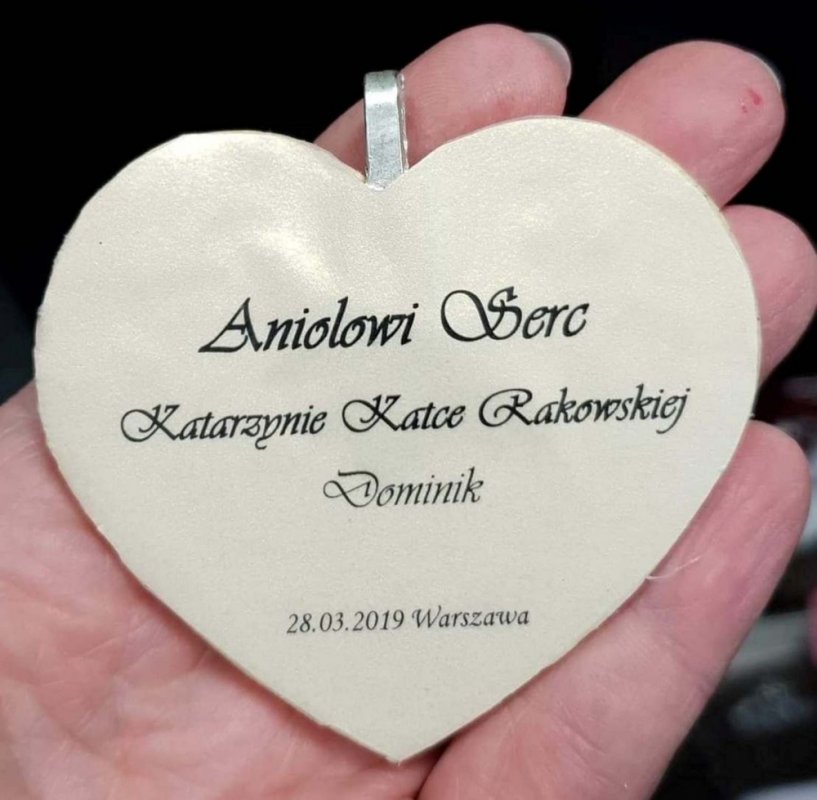 Aniolowi Serc
Katarzynie Katce Rakowskiej
Dominik
28.03.2019 Warszawa